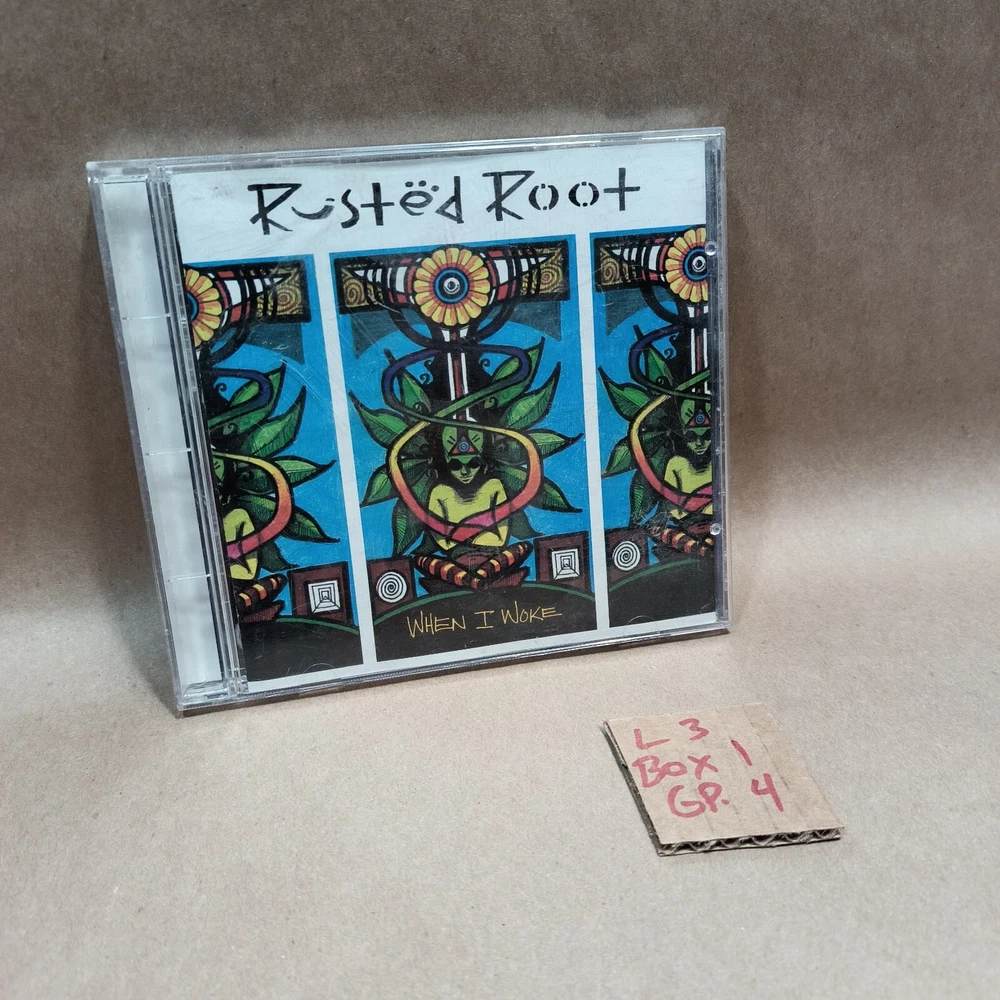 Rustëd Root
WHEN I WOKE
L 3
BOX 1
GP. 4